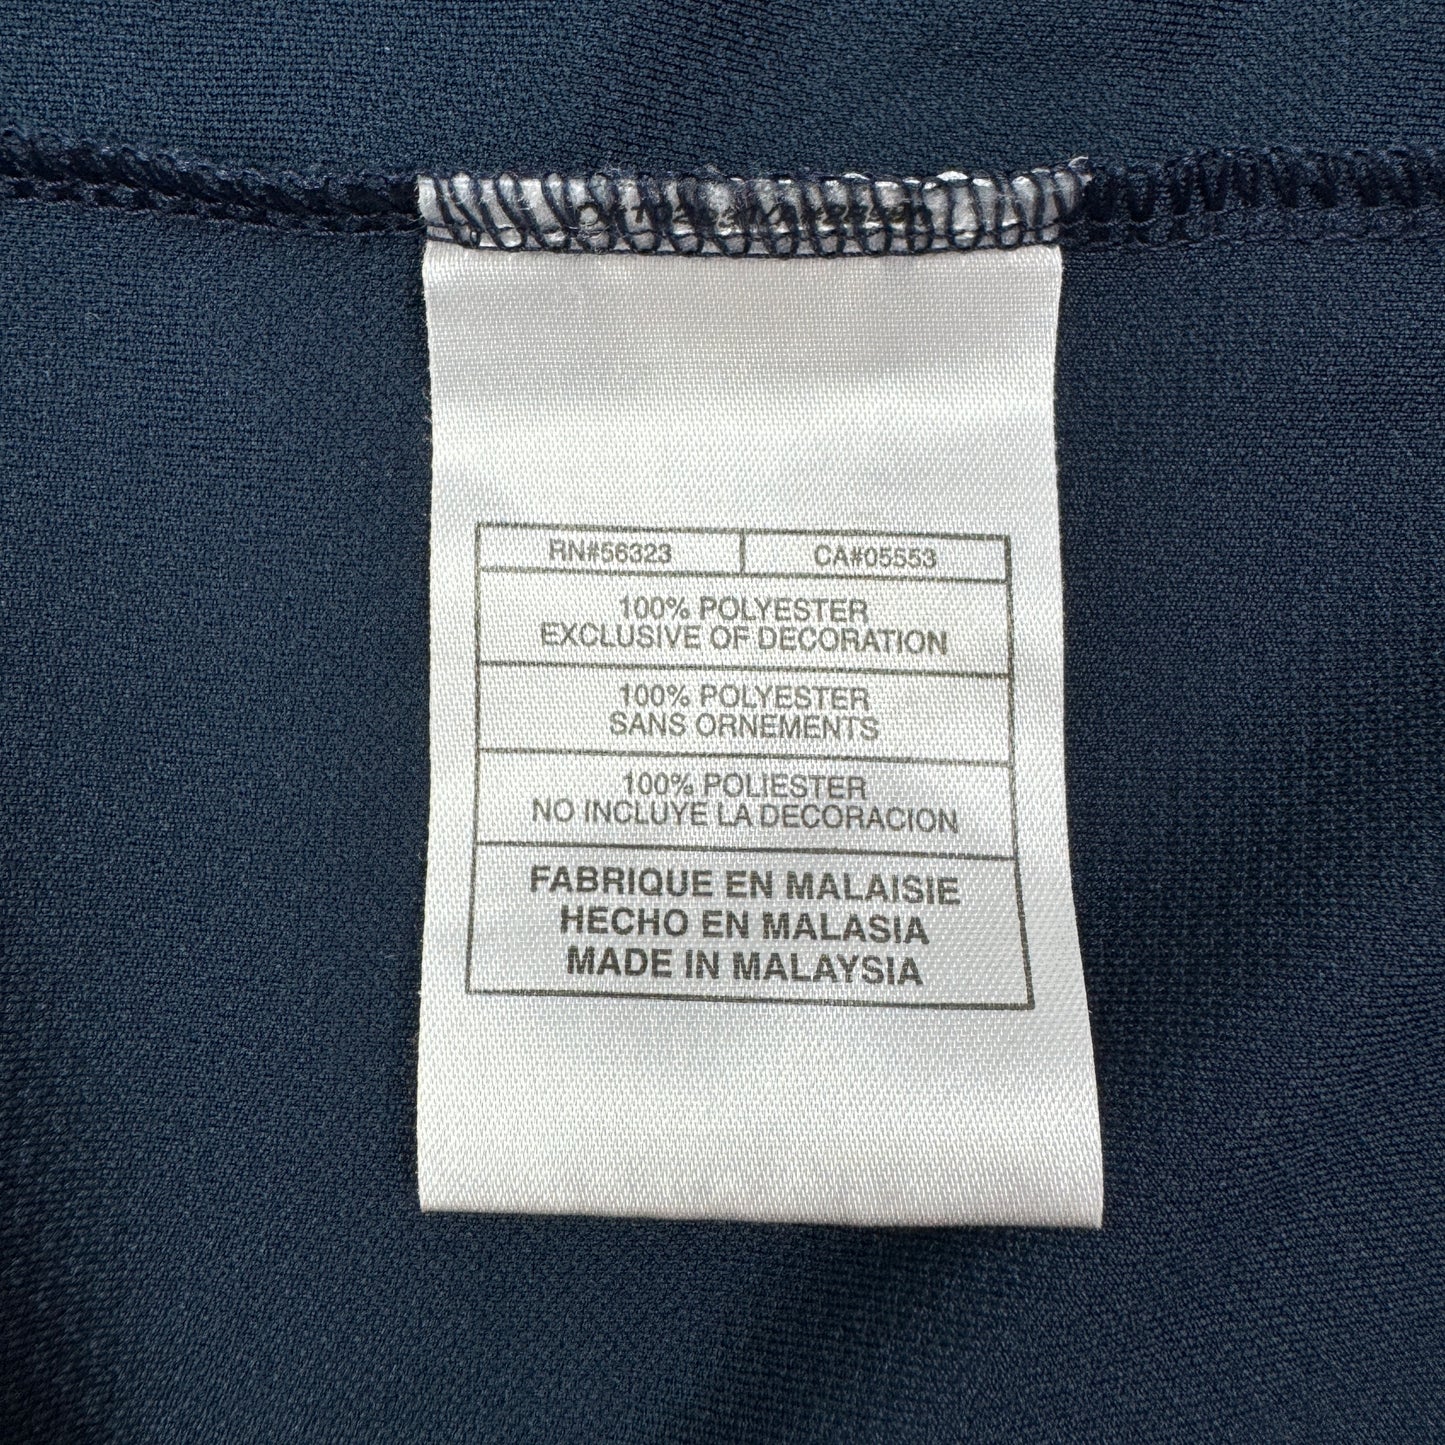 RN#56323 CA#05553
100% POLYESTER
EXCLUSIVE OF DECORATION
100% POLYESTER
SANS ORNEMENTS
100% POLIESTER
NO INCLUYE LA DECORACION
FABRIQUE EN MALAISIE
HECHO EN MALASIA
MADE IN MALAYSIA